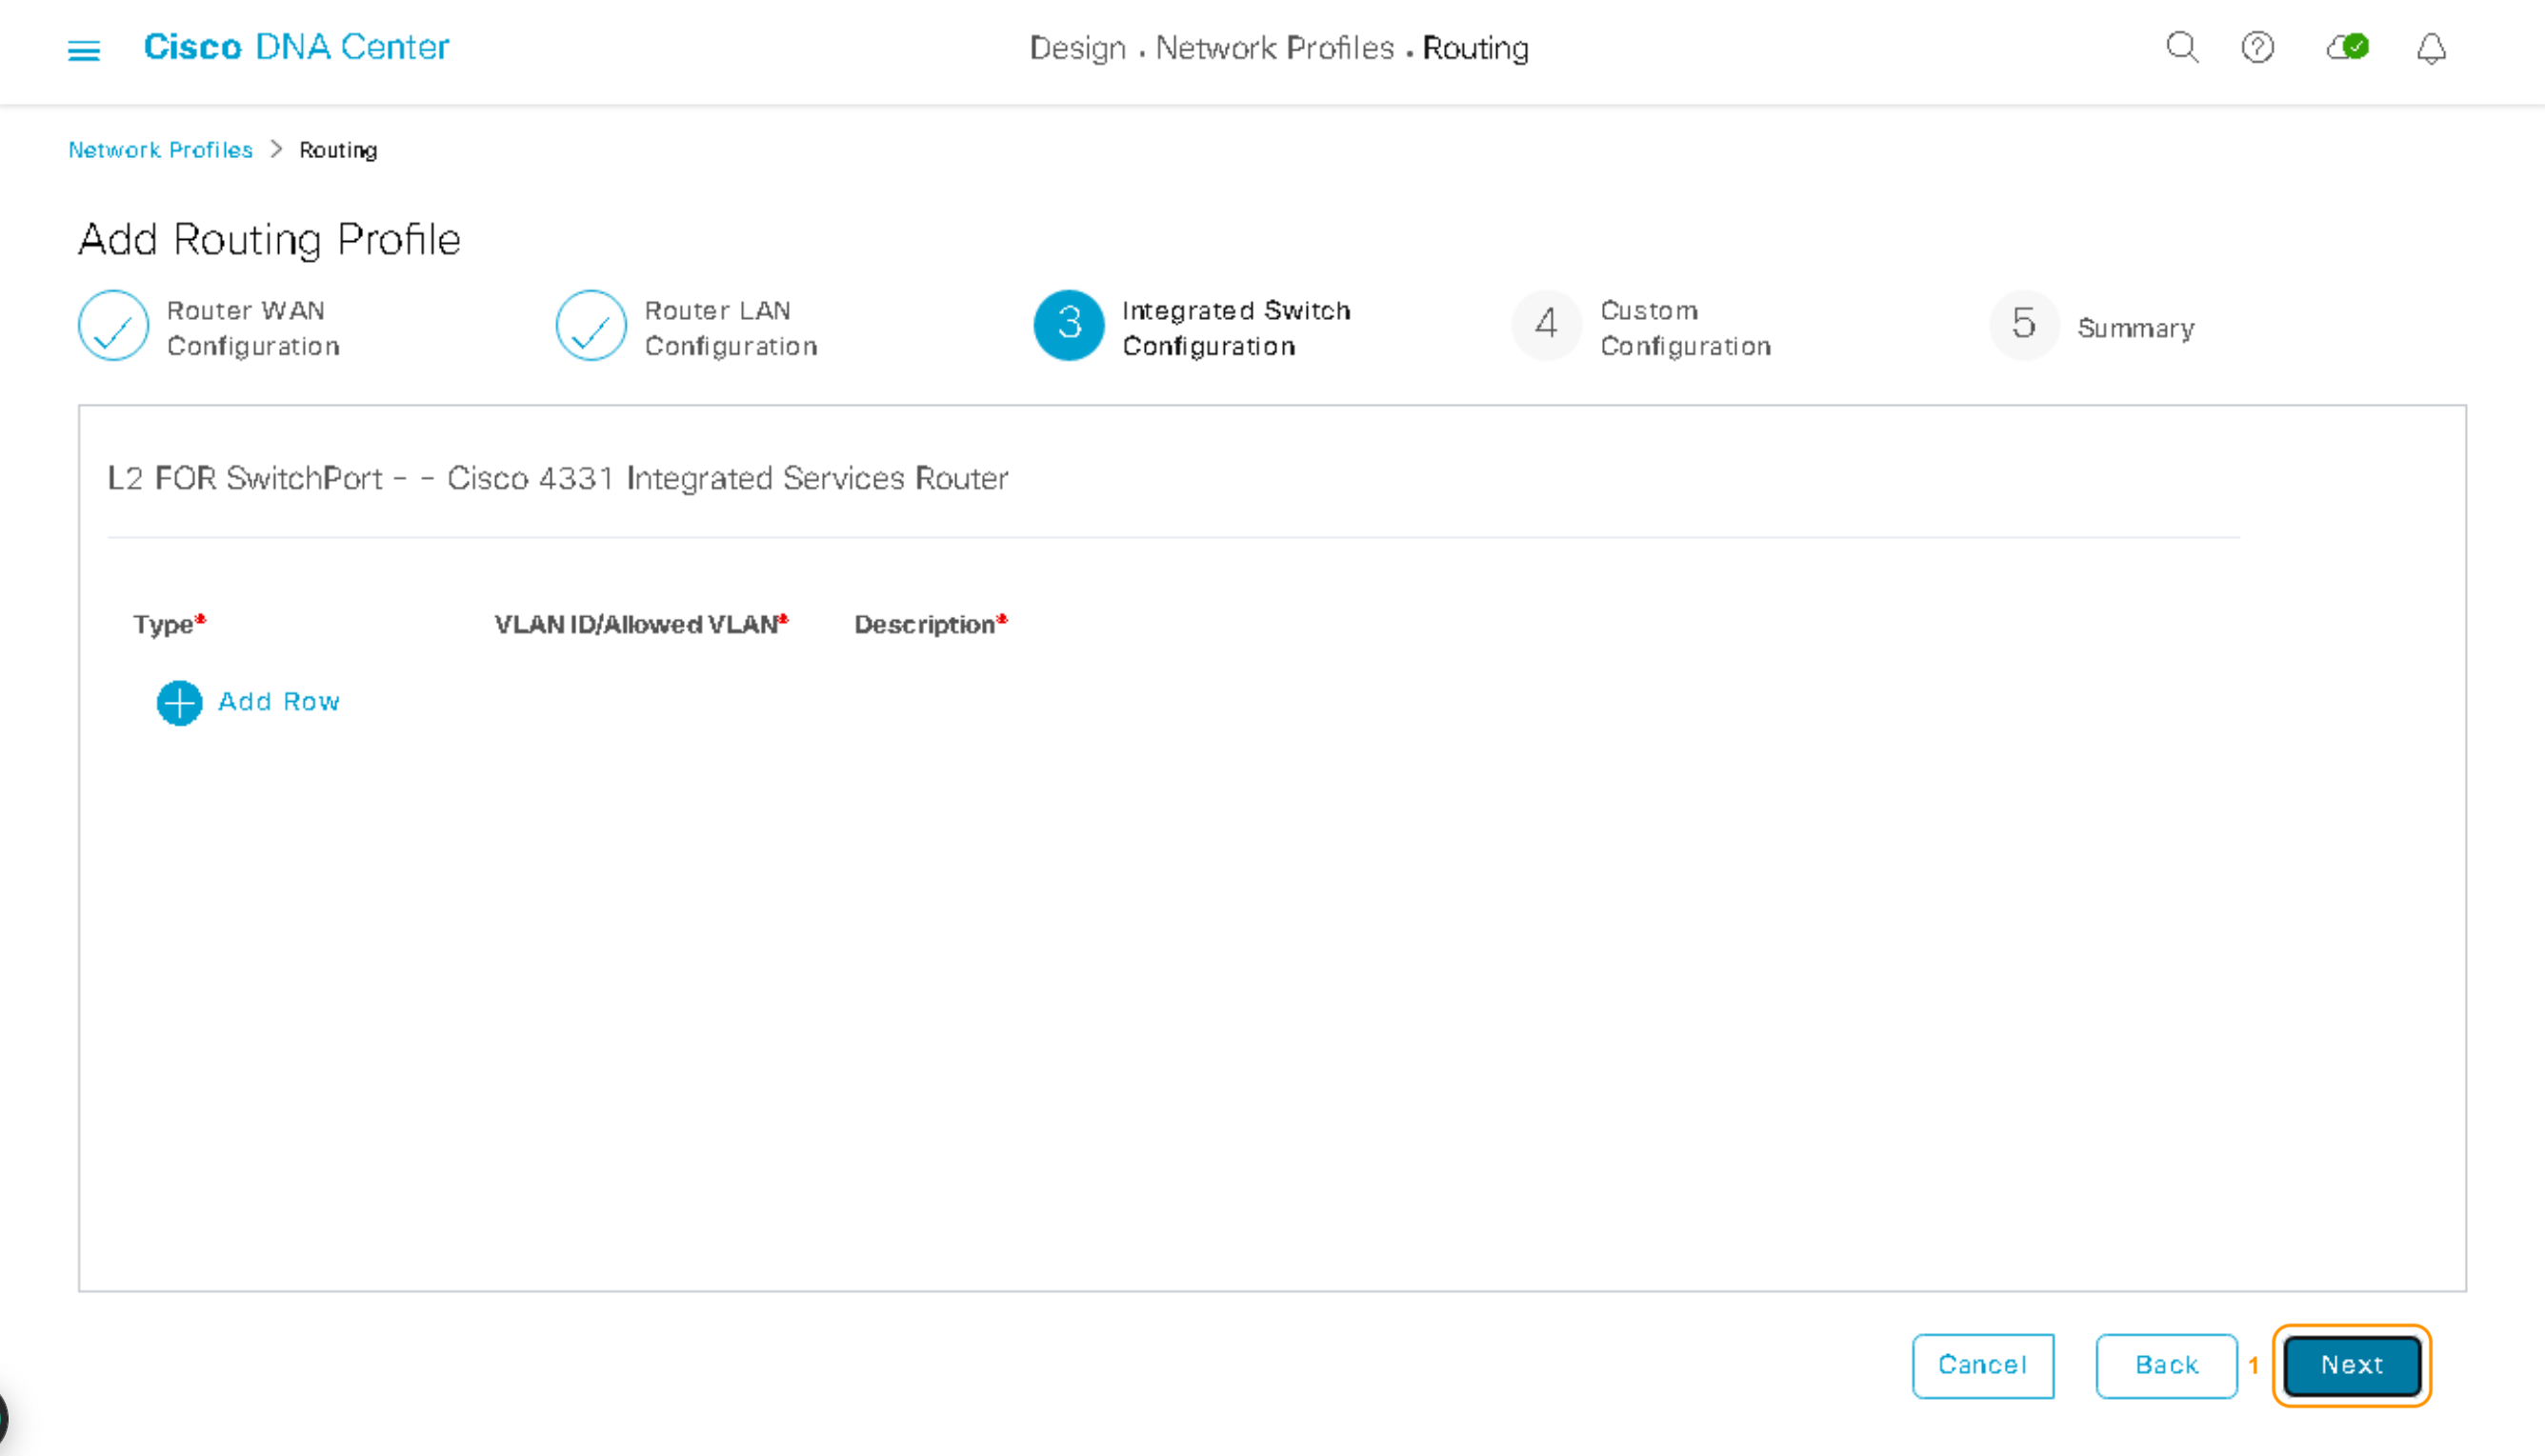 Cisco DNA Center
Design . Network Profiles . Routing
Network Profiles > Routing
Add Routing Profile
Router WAN
Configuration
Router LAN
Configuration
3
Integrated Switch
Configuration
4
Custom
Configuration
5
Summary
L2 FOR SwitchPort - - Cisco 4331 Integrated Services Router
Type* VLAN ID/Allowed VLAN* Description*
Add Row
Cancel Back 1 Next